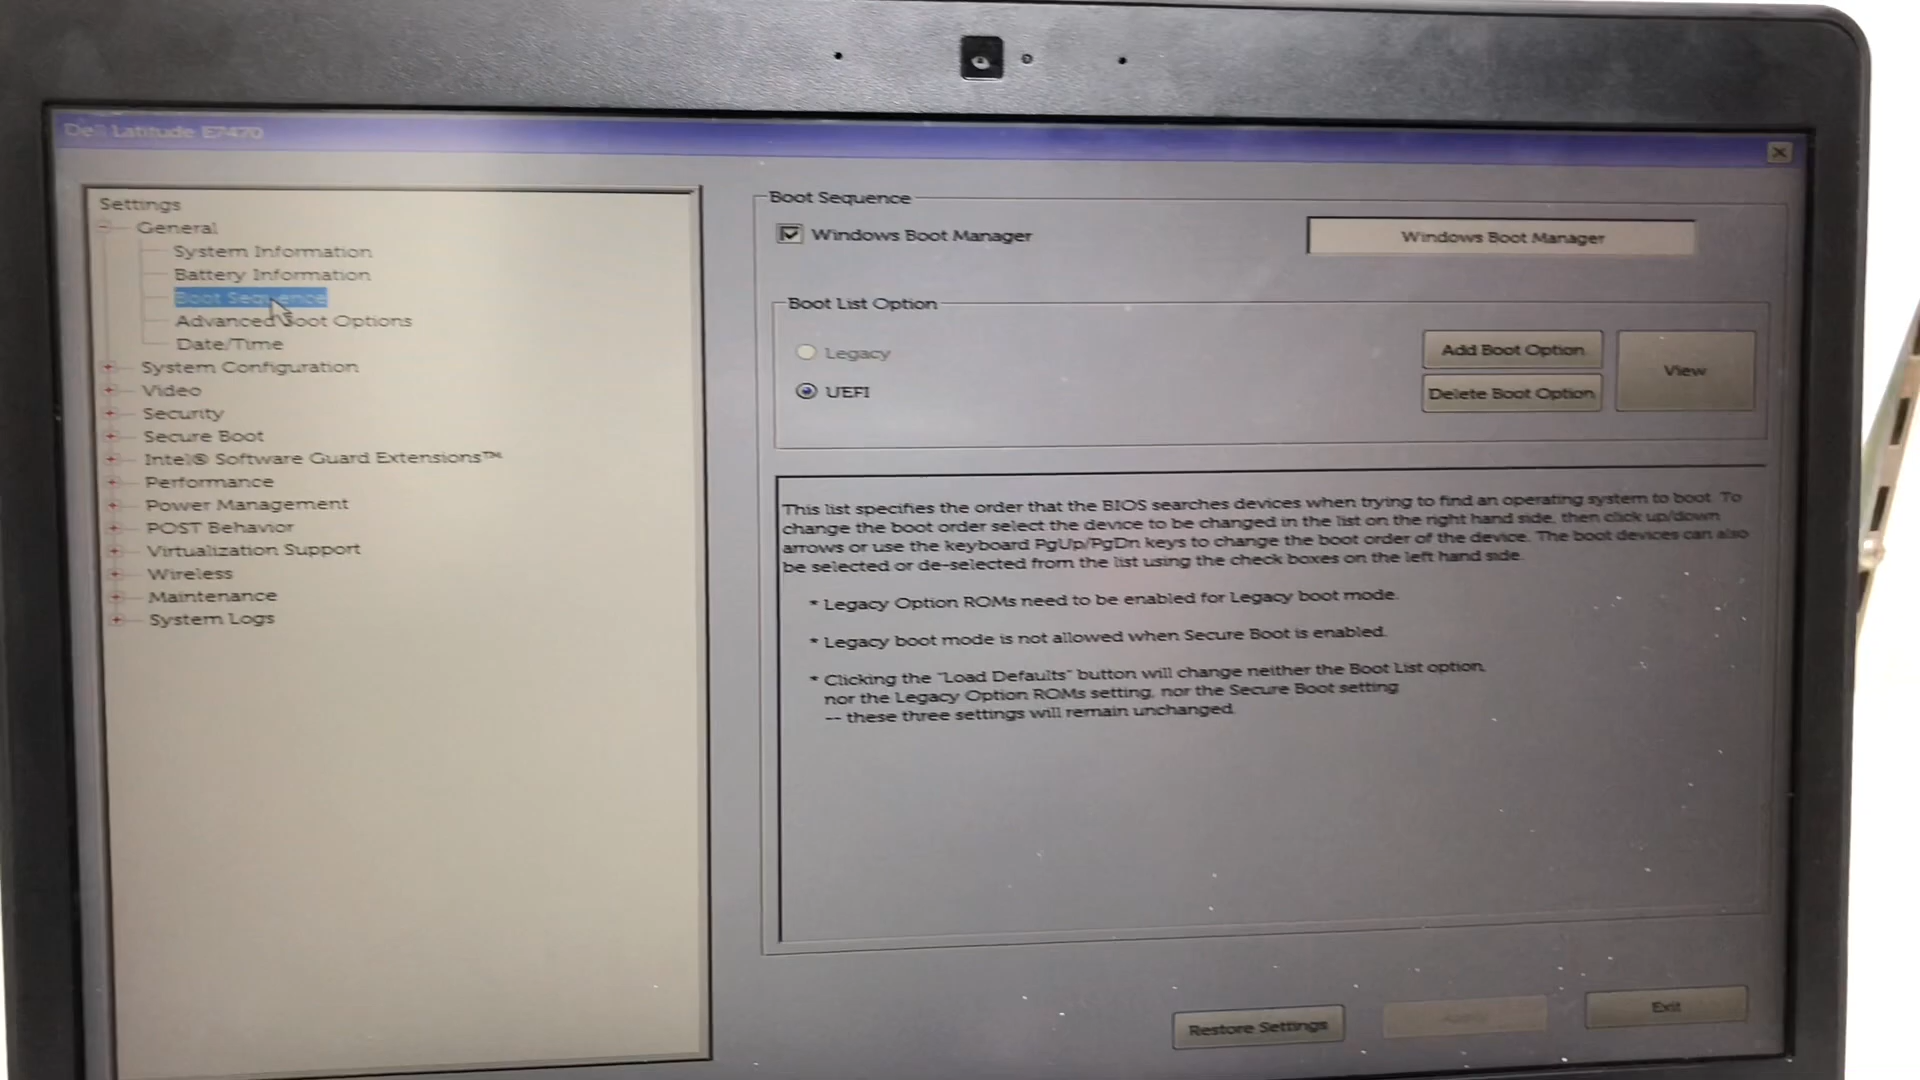 Dell Latitude E7470
Settings
General
System Information
Battery Information
Boot Sequence
Advanced Boot Options
Date/Time
System Configuration
Video
Security
Secure Boot
Intel® Software Guard Extensions™
Performance
Power Management
POST Behavior
Virtualization Support
Wireless
Maintenance
System Logs
Boot Sequence
Windows Boot Manager
Windows Boot Manager
Boot List Option
Legacy
UEFI
Add Boot Option
Delete Boot Option
View
This list specifies the order that the BIOS searches devices when trying to find an operating system to boot. To
change the boot order select the device to be changed in the list on the right hand side, then click up/down
arrows or use the keyboard PgUp/PgDn keys to change the boot order of the device. The boot devices can also
be selected or de-selected from the list using the check boxes on the left hand side.
* Legacy Option ROMs need to be enabled for Legacy boot mode.
* Legacy boot mode is not allowed when Secure Boot is enabled.
* Clicking the "Load Defaults" button will change neither the Boot List option,
nor the Legacy Option ROMs setting, nor the Secure Boot setting
-- these three settings will remain unchanged.
Restore Settings
Exit